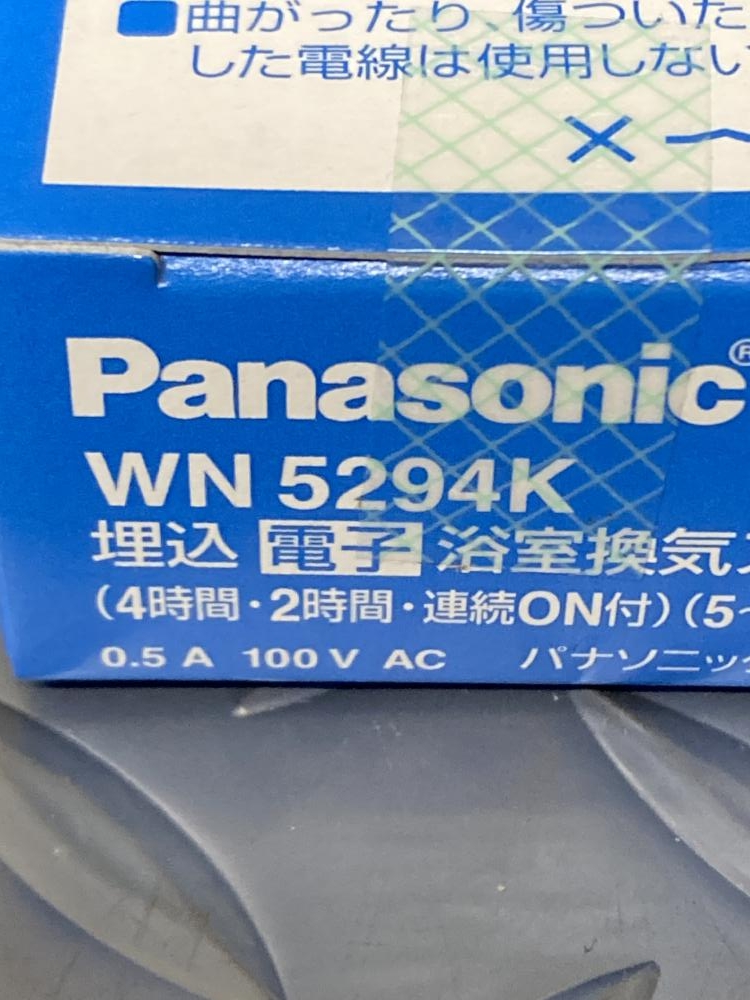 ■曲がったり、傷ついた
した電線は使用しない
×
Panasonic®
WN 5294K
埋込 電子 浴室換気ス
(4時間・2時間・連続ON付)(5
0.5 A 100 V AC パナソニック